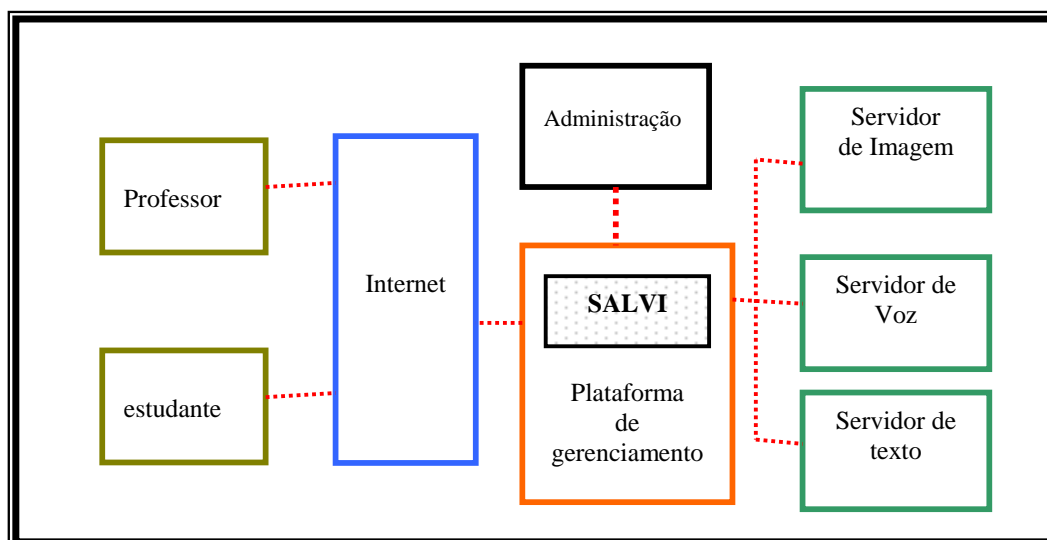 Professor
estudante
Internet
Administração
SALVI
Plataforma
de
gerenciamento
Servidor
de Imagem
Servidor de
Voz
Servidor de
texto